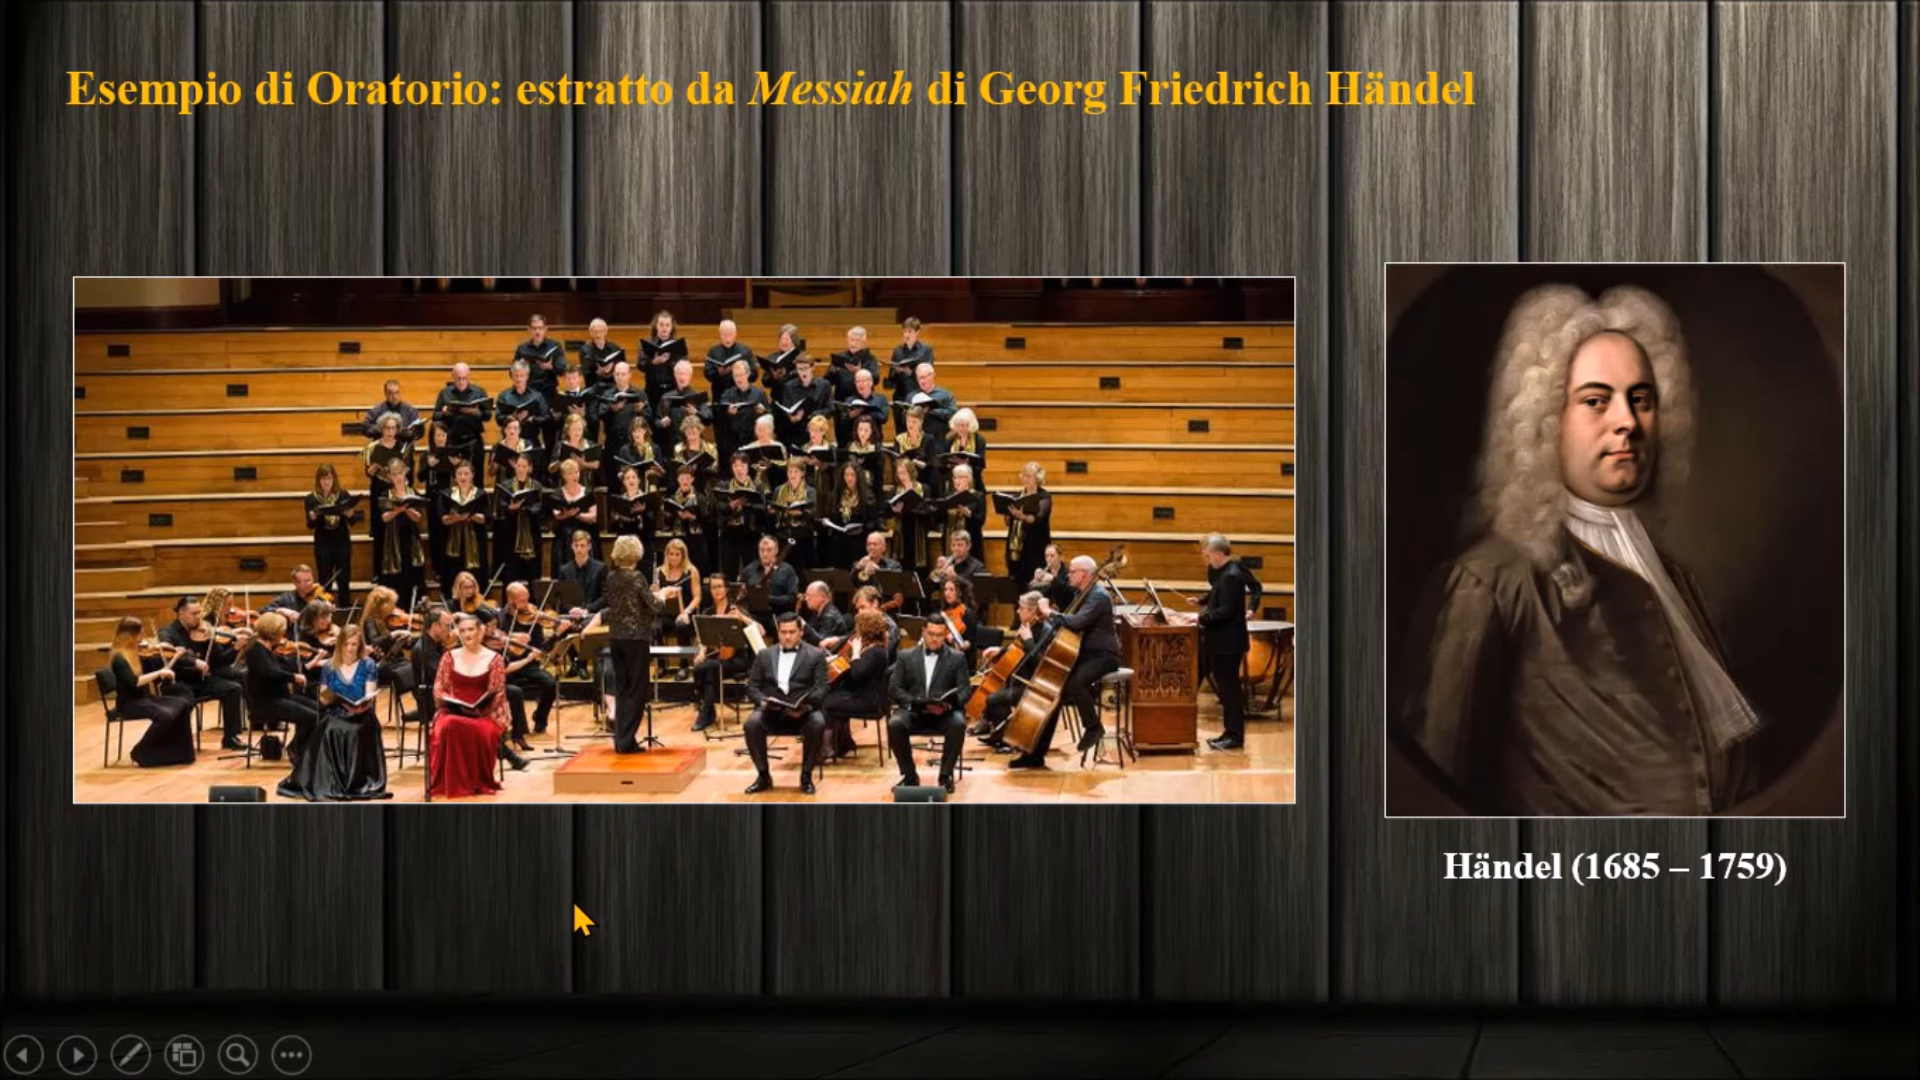 Esempio di Oratorio: estratto da Messiah di Georg Friedrich Händel
Händel (1685 – 1759)